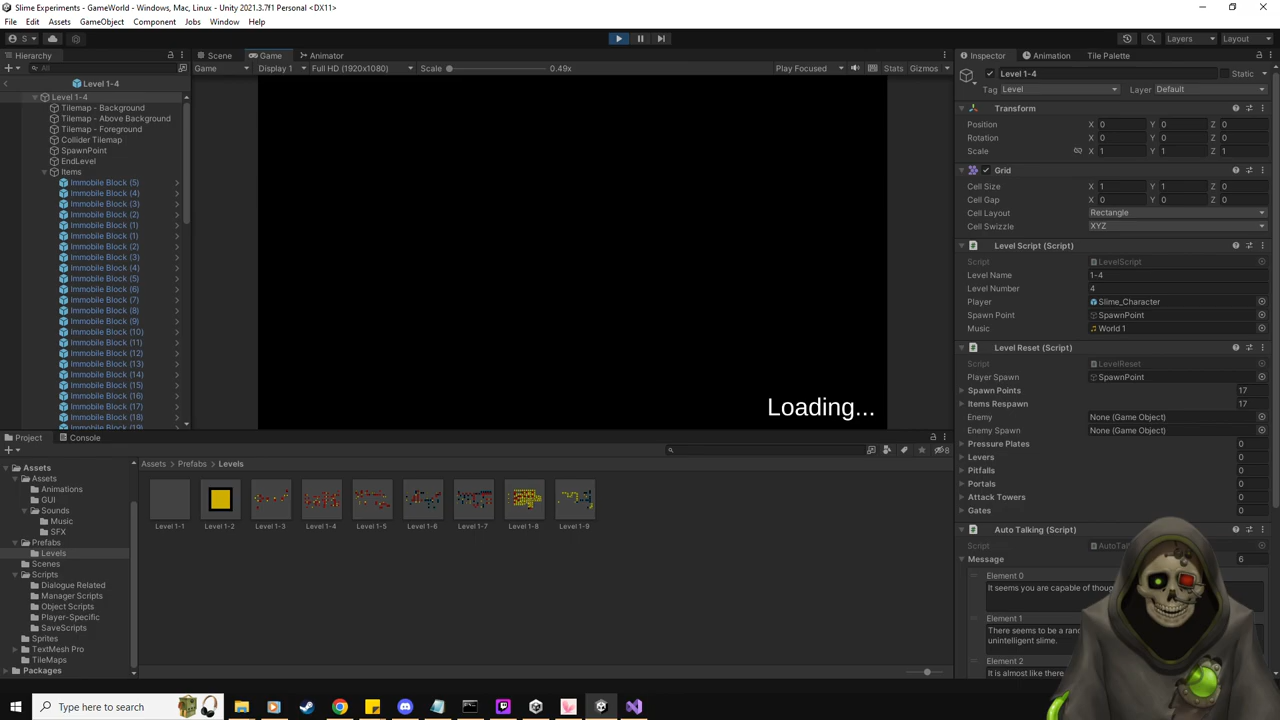 Slime Experiments - GameWorld - Windows, Mac, Linux - Unity 2021.3.7f1 Personal <DX11>
File Edit Assets GameObject Component Jobs Window Help
S Layers Layout
Hierarchy Scene Game Animator Inspector Animation Tile Palette
All Game Display 1 Full HD (1920x1080) Scale 0.49x Play Focused Stats Gizmos Level 1-4 Static
Level 1-4 Tag Level Layer Default
Level 1-4
Tilemap - Background
Tilemap - Above Background
Tilemap - Foreground
Collider Tilemap
SpawnPoint
EndLevel
Items
Immobile Block (5)
Immobile Block (4)
Immobile Block (3)
Immobile Block (2)
Immobile Block (1)
Immobile Block (1)
Immobile Block (2)
Immobile Block (3)
Immobile Block (4)
Immobile Block (5)
Immobile Block (6)
Immobile Block (7)
Immobile Block (8)
Immobile Block (9)
Immobile Block (10)
Immobile Block (11)
Immobile Block (12)
Immobile Block (13)
Immobile Block (14)
Immobile Block (15)
Immobile Block (16)
Immobile Block (17)
Immobile Block (18)
Immobile Block (19)
Loading...
Transform
Position X 0 Y 0 Z 0
Rotation X 0 Y 0 Z 0
Scale X 1 Y 1 Z 1
Grid
Cell Size X 1 Y 1 Z 0
Cell Gap X 0 Y 0 Z 0
Cell Layout Rectangle
Cell Swizzle XYZ
Level Script (Script)
Script LevelScript
Level Name 1-4
Level Number 4
Player Slime_Character
Spawn Point SpawnPoint
Music World 1
Level Reset (Script)
Script LevelReset
Player Spawn SpawnPoint
Spawn Points 17
Items Respawn 17
Enemy None (Game Object)
Enemy Spawn None (Game Object)
Pressure Plates 0
Levers 0
Pitfalls 0
Portals 0
Attack Towers 0
Gates 0
Auto Talking (Script)
Script
Message 6
Element 0
It seems you are capable of
Element 1
There seems to be a
unintelligent slime.
Element 2
It is almost like there
Project Console
8
Assets
Assets
Animations
GUI
Sounds
Music
SFX
Prefabs
Levels
Scenes
Scripts
Dialogue Related
Manager Scripts
Object Scripts
Player-Specific
SaveScripts
Sprites
TextMesh Pro
TileMaps
Packages
Assets Prefabs Levels
Level 1-1 Level 1-2 Level 1-3 Level 1-4 Level 1-5 Level 1-6 Level 1-7 Level 1-8 Level 1-9
Type here to search